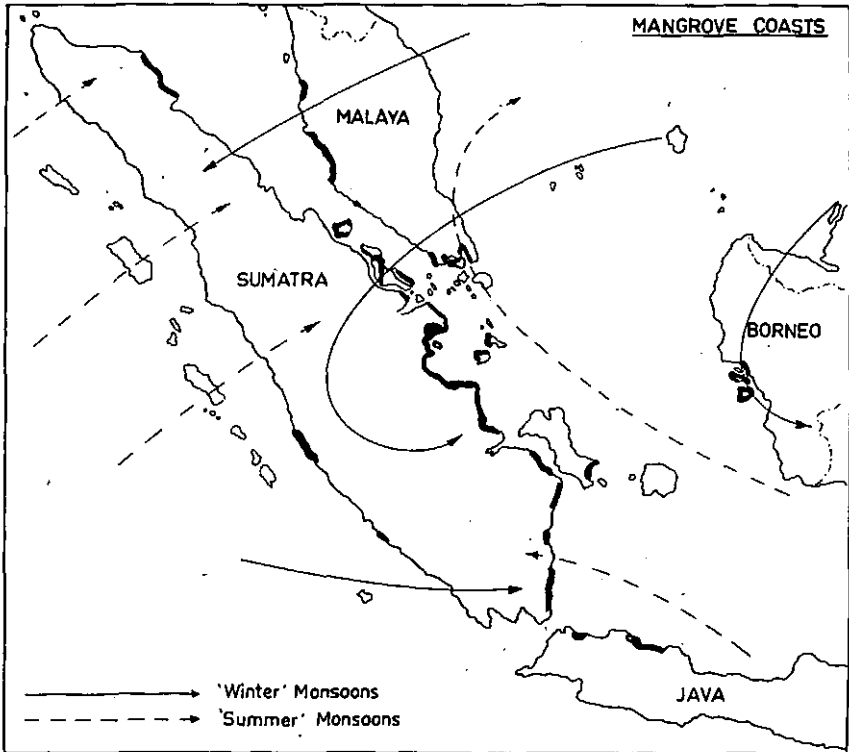 MANGROVE COASTS
MALAYA
SUMATRA
BORNEO
JAVA
'Winter' Monsoons
'Summer' Monsoons